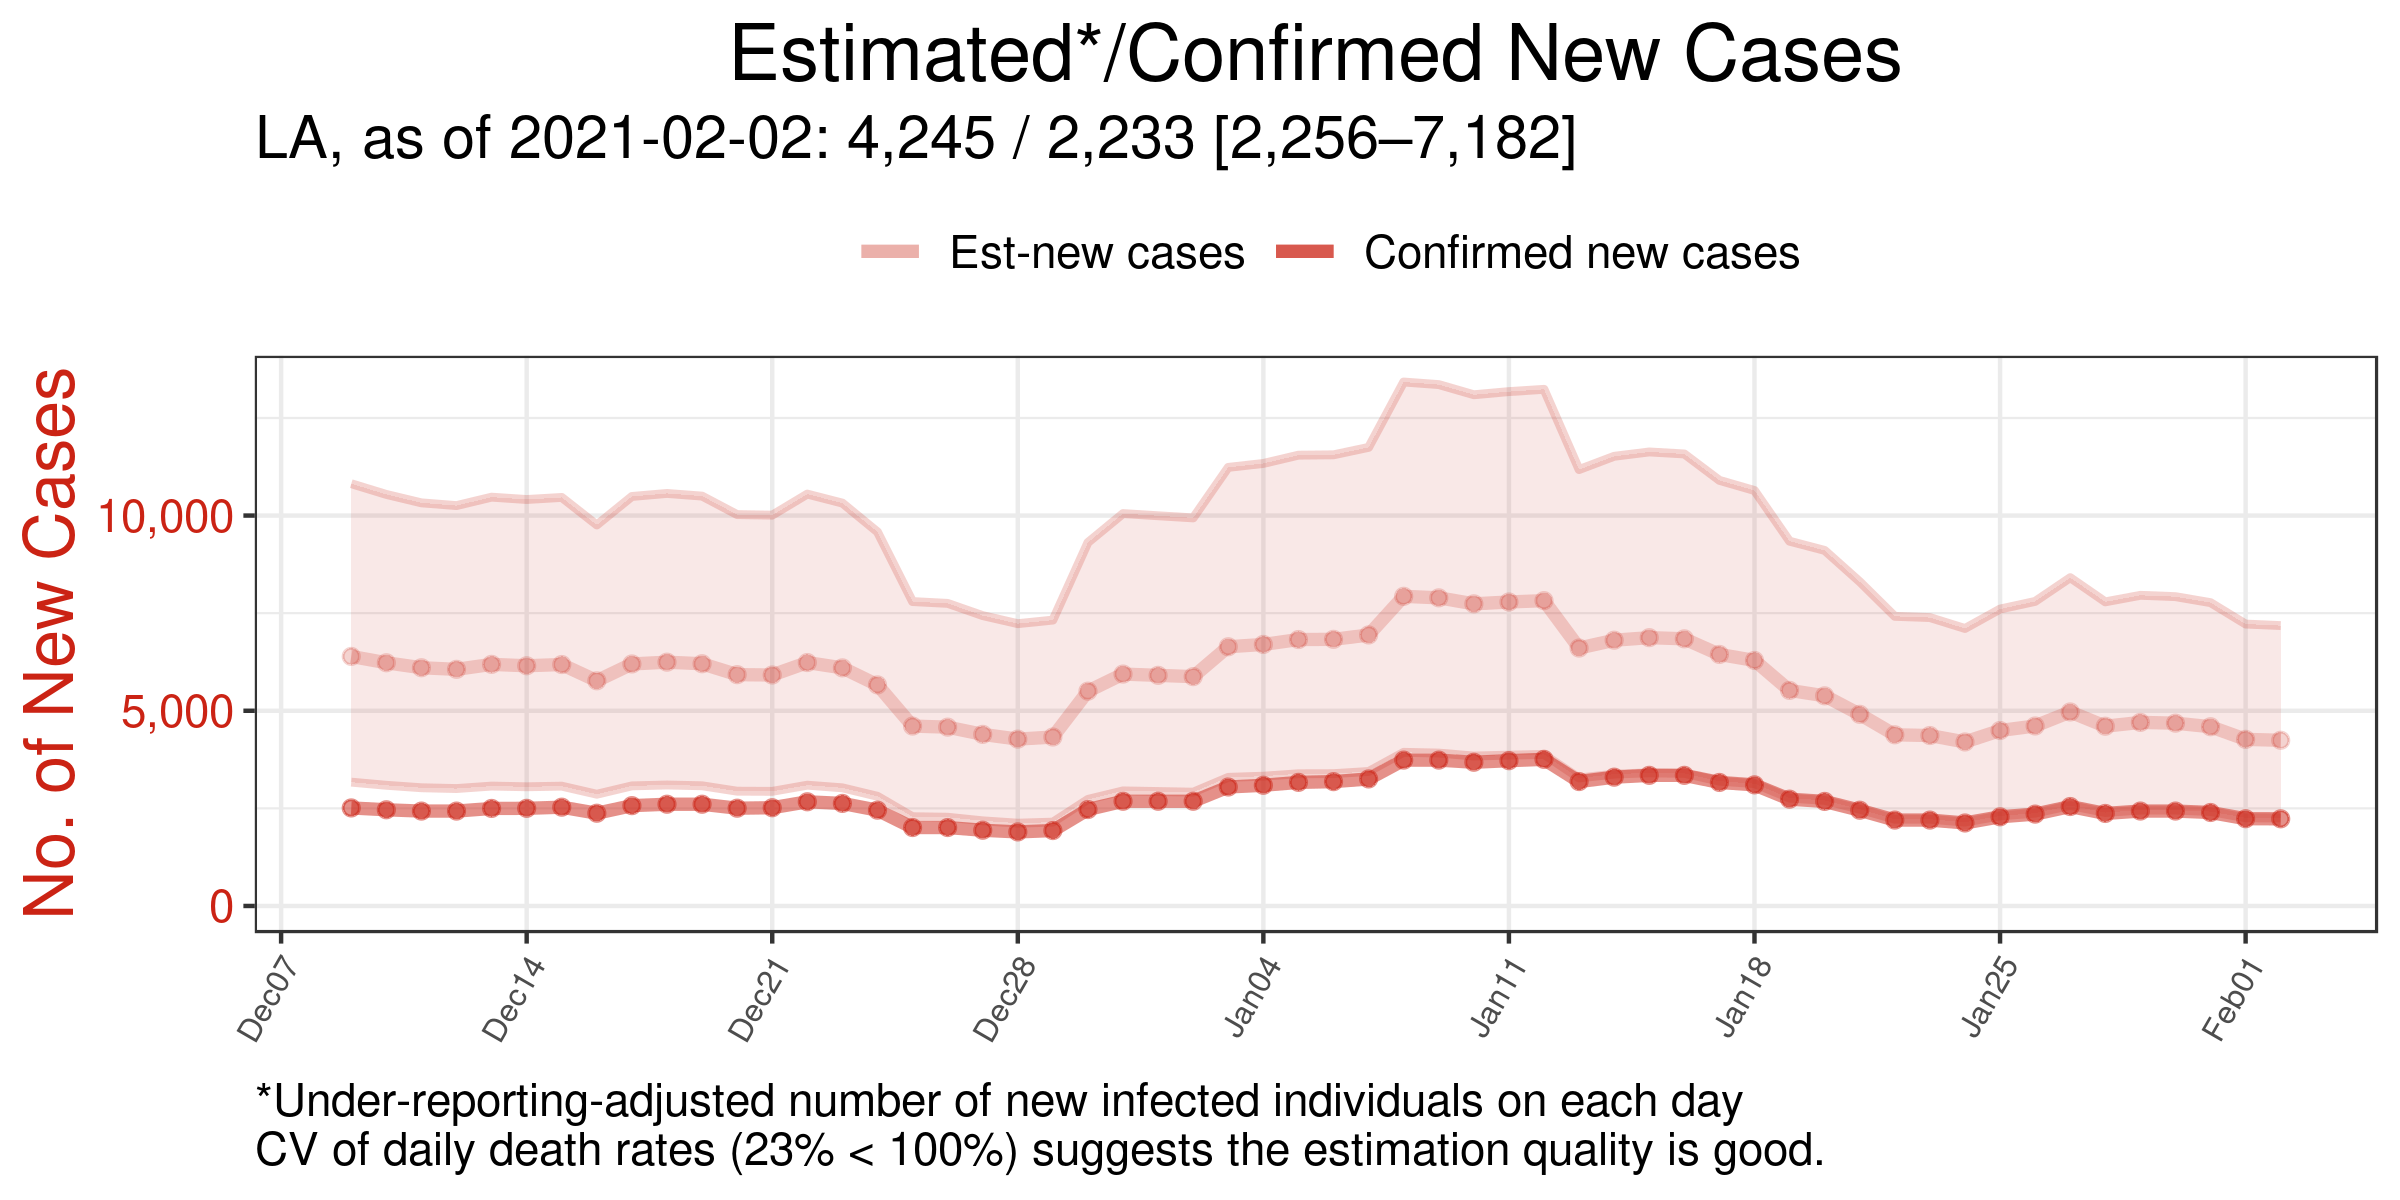 Estimated*/Confirmed New Cases
LA, as of 2021-02-02: 4,245 / 2,233 [2,256–7,182]
Est-new cases
Confirmed new cases
No. of New Cases
10,000
5,000
0
Dec07
Dec14
Dec21
Dec28
Jan04
Jan11
Jan18
Jan25
Feb01
*Under-reporting-adjusted number of new infected individuals on each day
CV of daily death rates (23% < 100%) suggests the estimation quality is good.